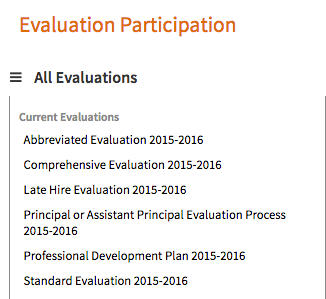 Evaluation Participation
All Evaluations
Current Evaluations
Abbreviated Evaluation 2015-2016
Comprehensive Evaluation 2015-2016
Late Hire Evaluation 2015-2016
Principal or Assistant Principal Evaluation Process
2015-2016
Professional Development Plan 2015-2016
Standard Evaluation 2015-2016